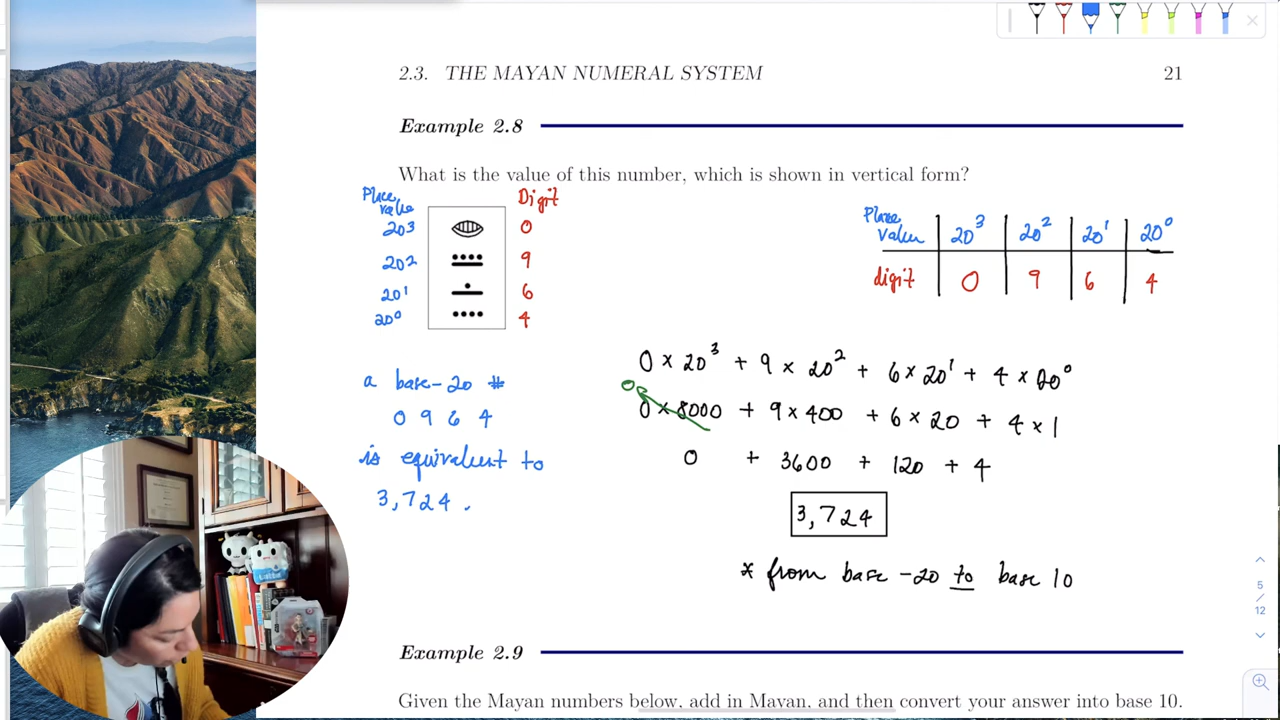 2.3. THE MAYAN NUMERAL SYSTEM 21
Example 2.8
What is the value of this number, which is shown in vertical form?
Place value Digit
20³ 0
20² 9
20¹ 6
20⁰ 4
Place value 20³ 20² 20¹ 20⁰
digit 0 9 6 4
0 × 20³ + 9 × 20² + 6 × 20¹ + 4 × 20⁰
0
0 × 8000 + 9 × 400 + 6 × 20 + 4 × 1
0 + 3600 + 120 + 4
3,724
* from base -20 to base 10
a base-20 #
0 9 6 4
is equivalent to
3,724.
Example 2.9
Given the Mayan numbers below, add in Mayan, and then convert your answer into base 10.
5
/
12